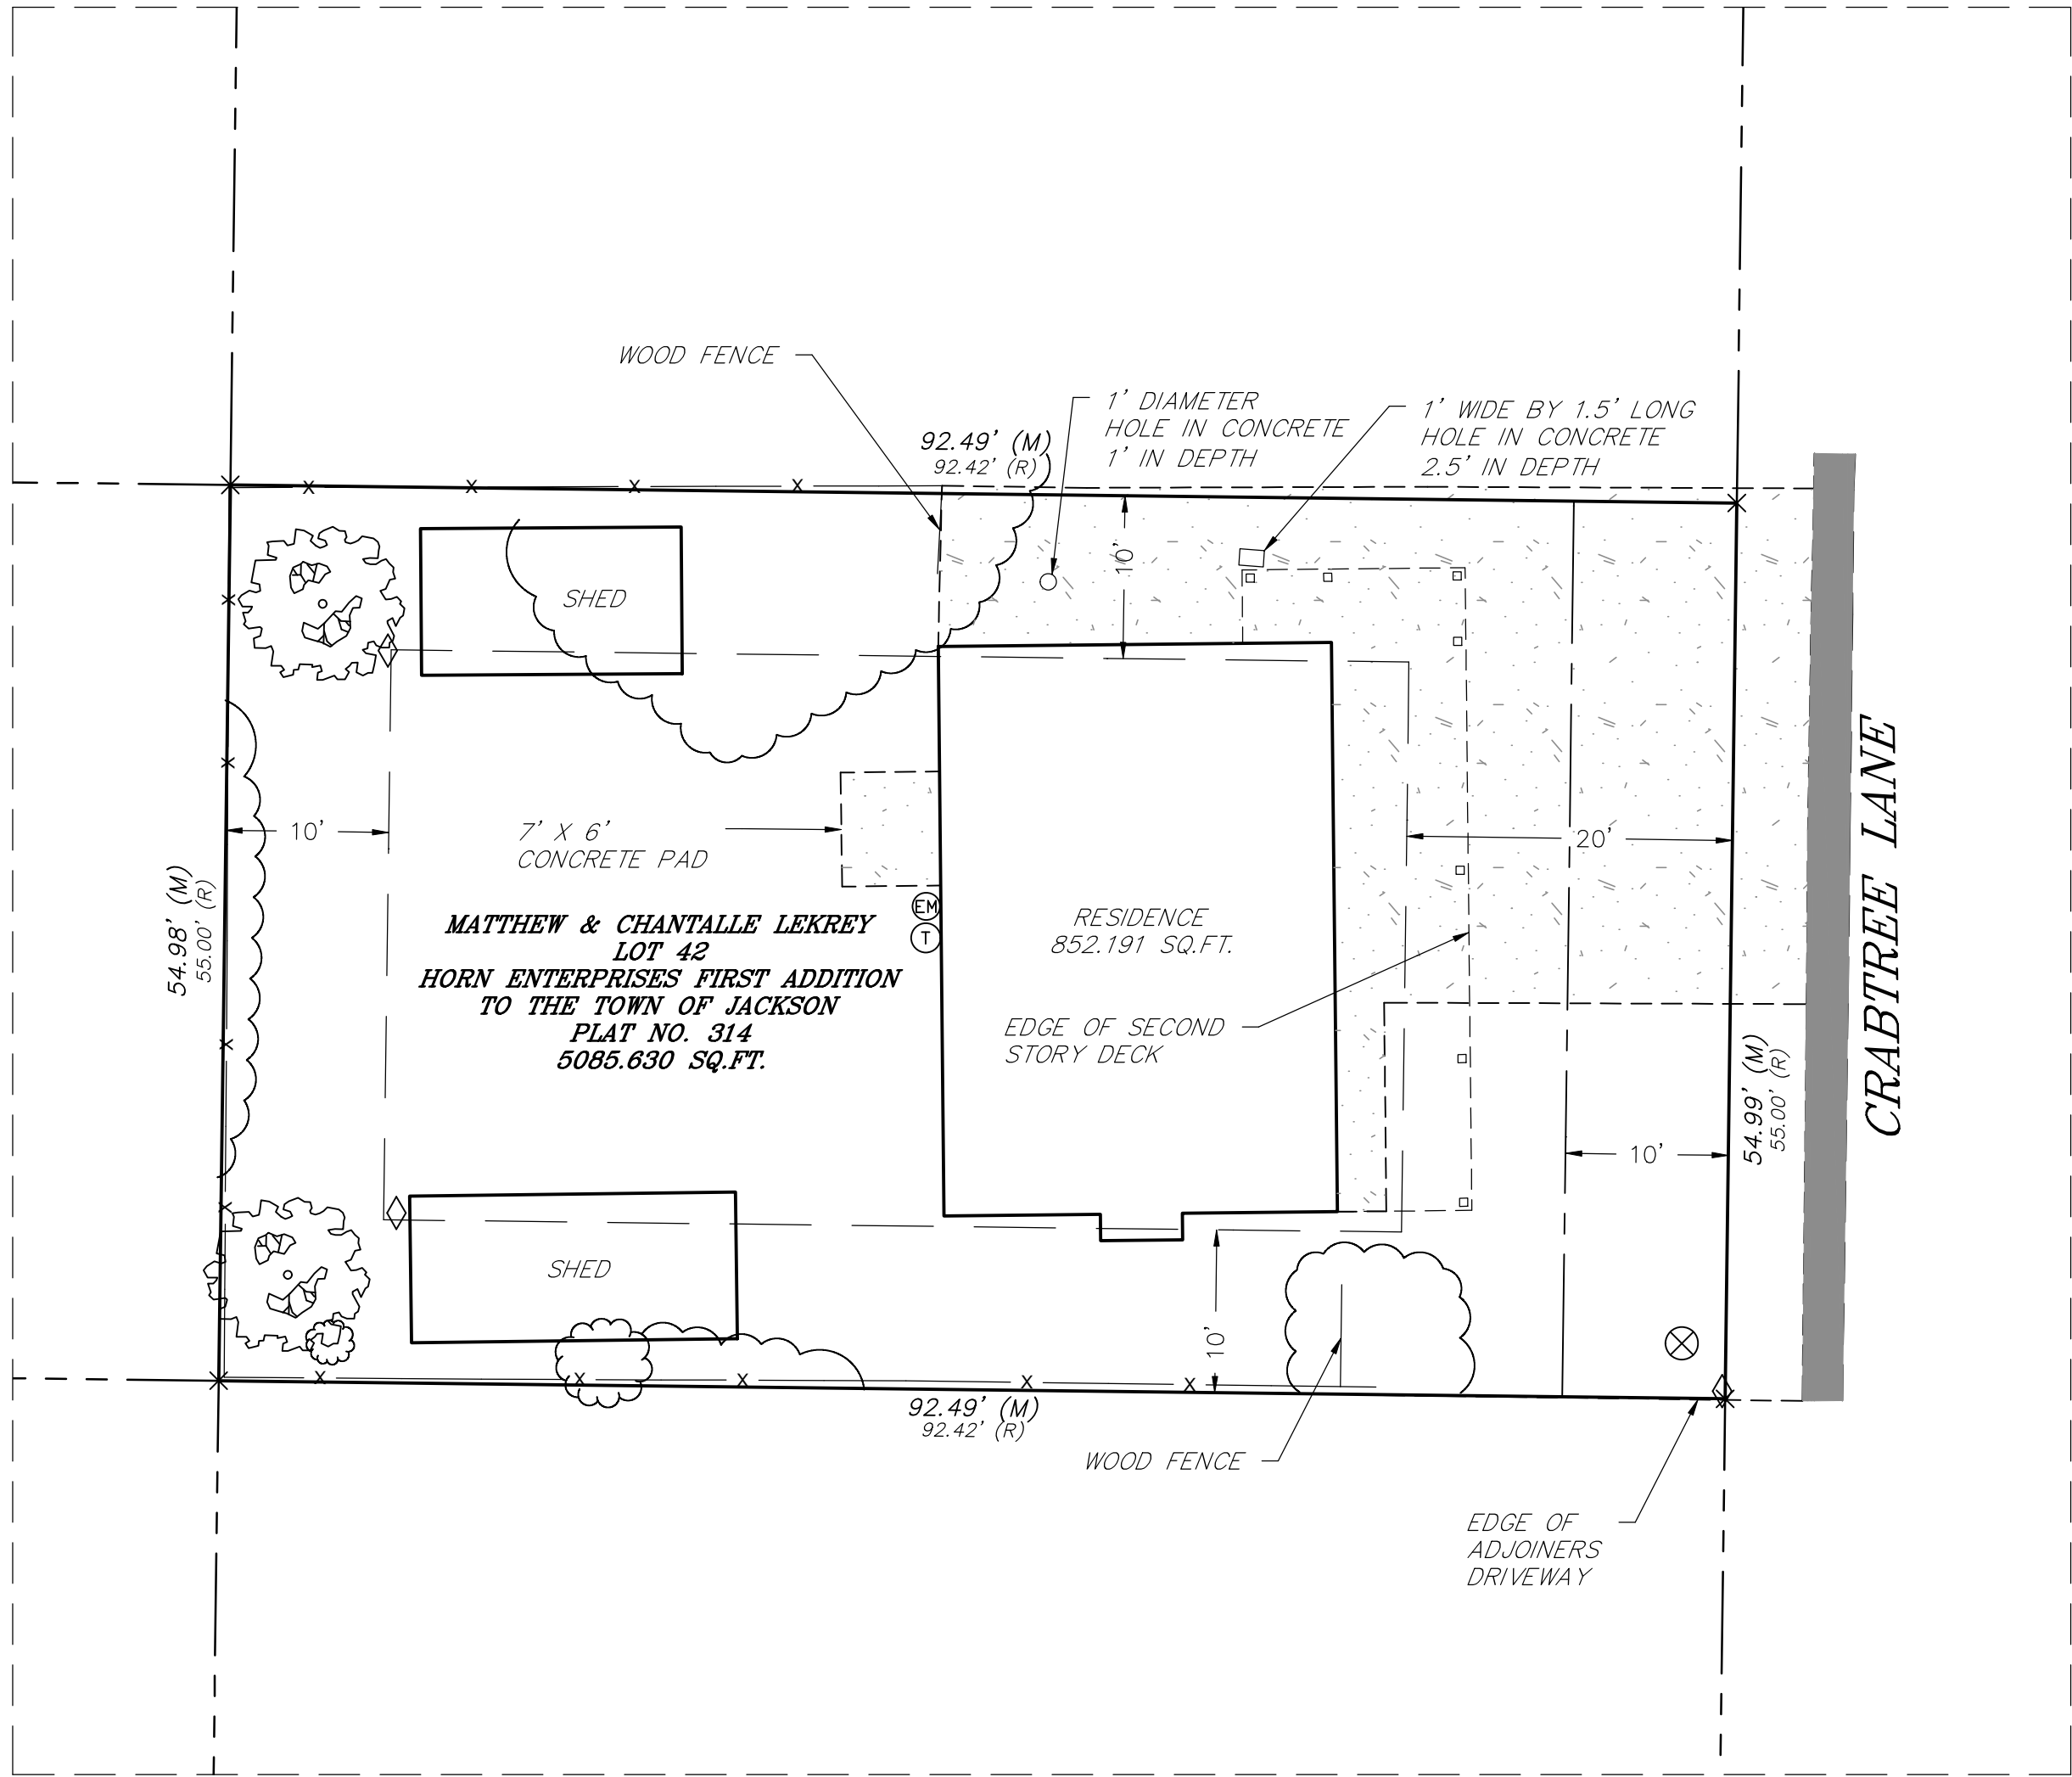 WOOD FENCE
1' DIAMETER
HOLE IN CONCRETE
1' IN DEPTH
1' WIDE BY 1.5' LONG
HOLE IN CONCRETE
2.5' IN DEPTH
92.49' (M)
92.42' (R)
10'
SHED
10'
7' X 6'
CONCRETE PAD
20'
54.98' (M)
55.00' (R)
MATTHEW & CHANTALLE LEKREY
LOT 42
HORN ENTERPRISES FIRST ADDITION
TO THE TOWN OF JACKSON
PLAT NO. 314
5085.630 SQ.FT.
EM
T
RESIDENCE
852.191 SQ.FT.
EDGE OF SECOND
STORY DECK
CRABTREE LANE
54.99' (M)
55.00' (R)
10'
SHED
10'
92.49' (M)
92.42' (R)
WOOD FENCE
EDGE OF
ADJOINERS
DRIVEWAY